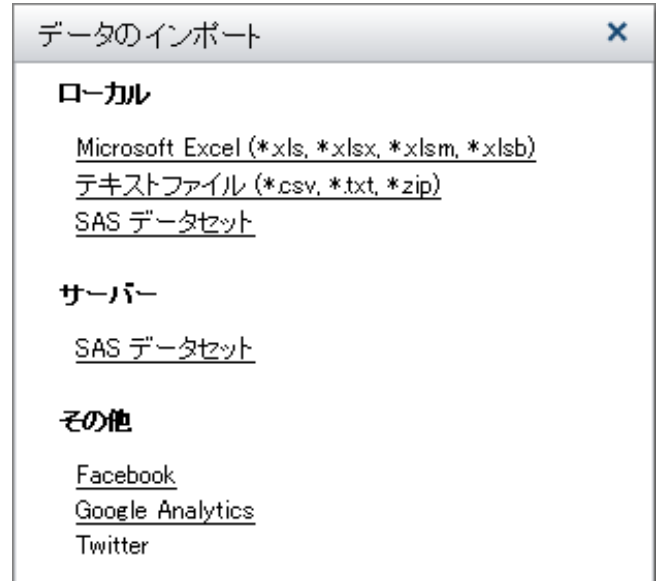 データのインポート
ローカル
Microsoft Excel (*.xls, *.xlsx, *.xlsm, *.xlsb)
テキストファイル (*.csv, *.txt, *.zip)
SAS データセット
サーバー
SAS データセット
その他
Facebook
Google Analytics
Twitter